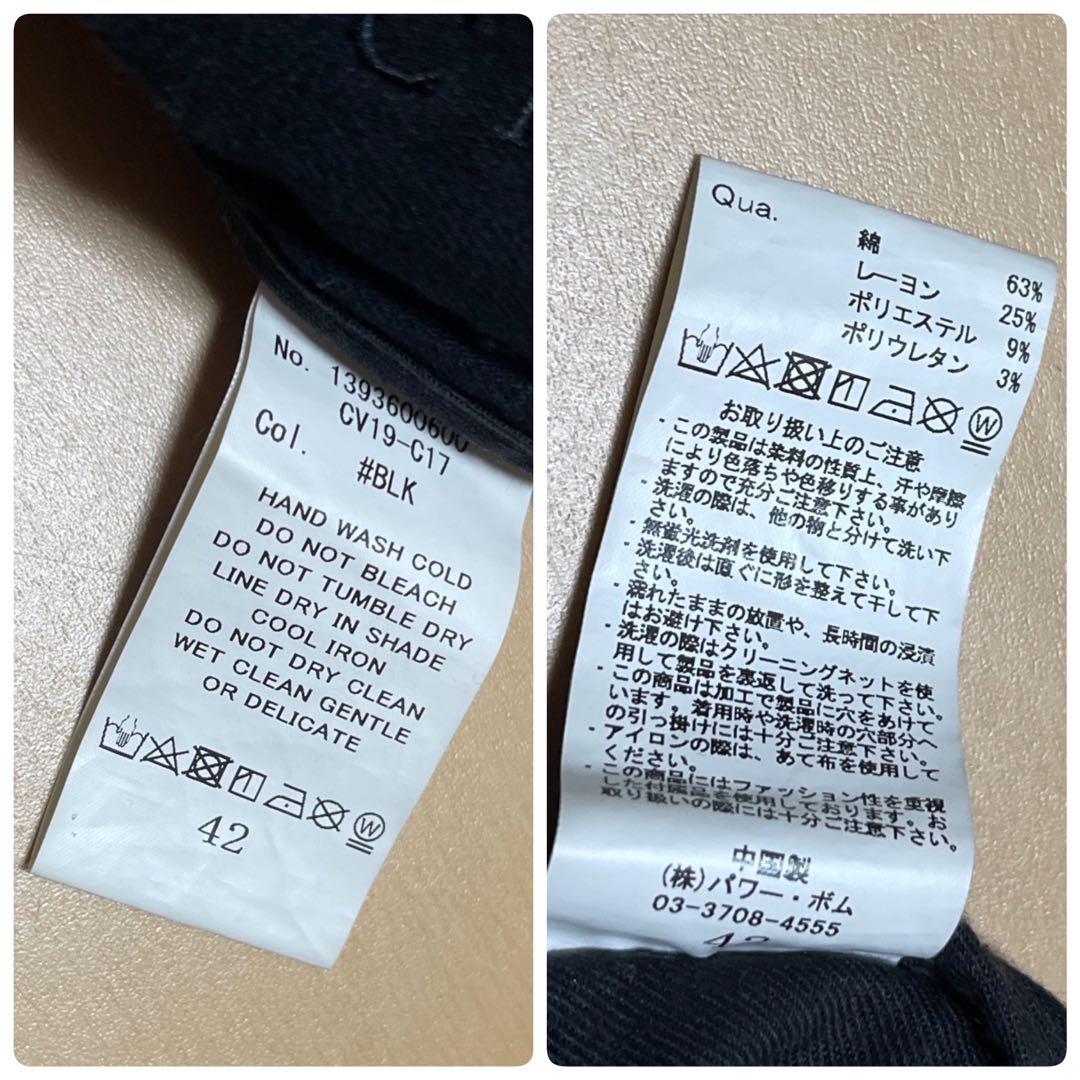 No. 1393600600
CV19-C17
Col. #BLK
HAND WASH COLD
DO NOT BLEACH
DO NOT TUMBLE DRY
LINE DRY IN SHADE
COOL IRON
DO NOT DRY CLEAN
WET CLEAN GENTLE
OR DELICATE
W
42
Qua.
綿 63%
レーヨン 25%
ポリエステル 9%
ポリウレタン 3%
W
お取り扱い上のご注意
・この製品は染料の性質上、汗や摩擦
により色落ちや色移りする事があり
ますので充分ご注意下さい。
・洗濯の際は、他の物と分けて洗い下
さい。
・無蛍光洗剤を使用して下さい。
・洗濯後は直ぐに形を整えて干して下
さい。
・濡れたままの放置や、長時間の浸漬
はお避け下さい。
・洗濯の際はクリーニングネットを使
用して製品を裏返して洗って下さい。
・この商品は加工で製品に穴をあけて
います。着用時や洗濯時の穴部分へ
の引っ掛けには十分ご注意下さい。
・アイロンの際は、あて布を使用して
ください。
・この商品にはファッション性を重視
した付属品を使用しております。お
取り扱いの際には十分ご注意下さい。
中国製
(株)パワー・ボム
03-3708-4555
42